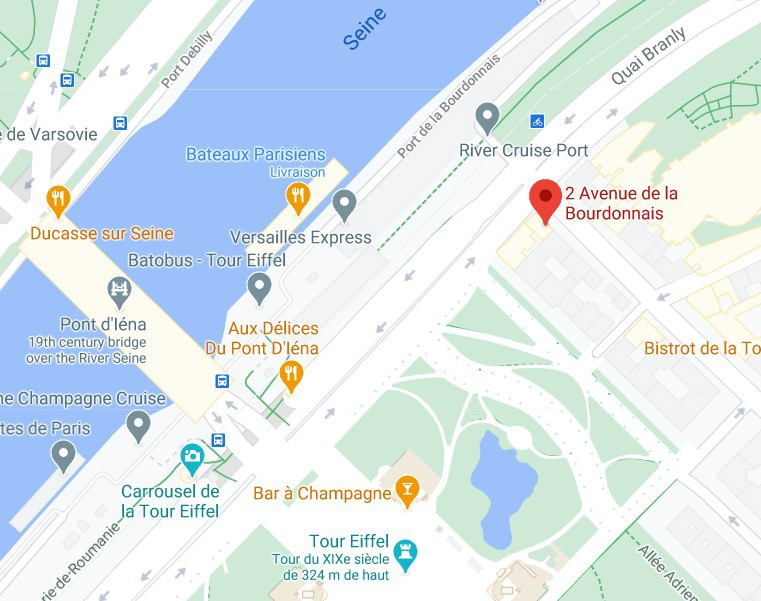 Seine
Port Debilly
Quai Branly
Port de la Bourdonnais
e de Varsovie
River Cruise Port
Bateaux Parisiens
Livraison
2 Avenue de la
Bourdonnais
Ducasse sur Seine
Versailles Express
Batobus - Tour Eiffel
Pont d'Iéna
19th century bridge
over the River Seine
Aux Délices
Du Pont D'Iéna
Bistrot de la To
ne Champagne Cruise
tes de Paris
Carrousel de
la Tour Eiffel
Bar à Champagne
Tour Eiffel
Tour du XIXe siècle
de 324 m de haut
rie de Roumanie
Allée Adrien